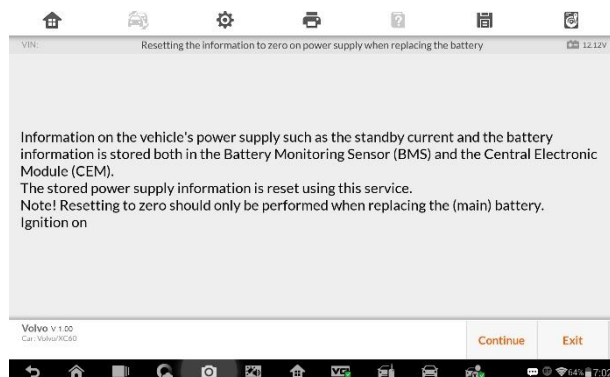 VIN:
Resetting the information to zero on power supply when replacing the battery
12.12V
Information on the vehicle's power supply such as the standby current and the battery
information is stored both in the Battery Monitoring Sensor (BMS) and the Central Electronic
Module (CEM).
The stored power supply information is reset using this service.
Note! Resetting to zero should only be performed when replacing the (main) battery.
Ignition on
Volvo V 1.00
Car: Volvo/XC60
Continue
Exit
64% 7:02